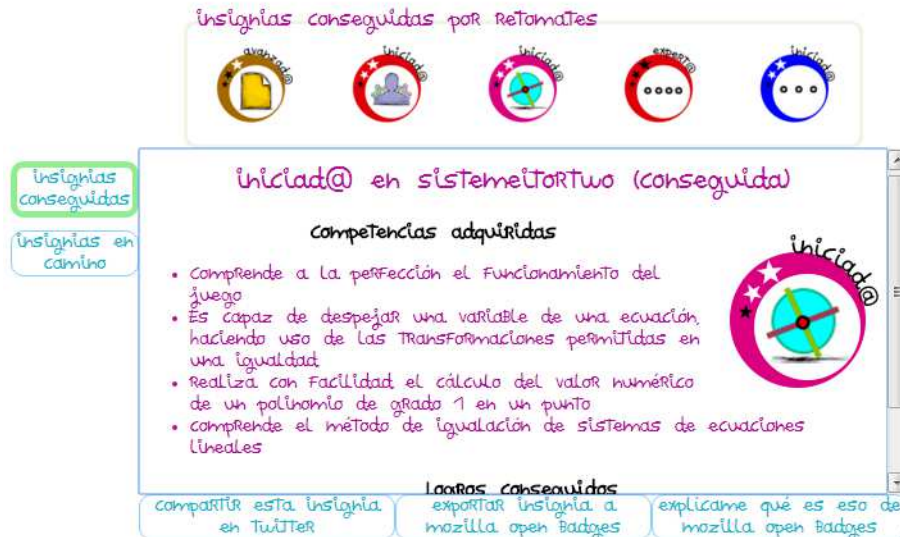 insignias conseguidas por Retomates
avanzad@
iniciad@
iniciad@
expert@
iniciad@
insignias
conseguidas
insignias en
camino
iniciad@ en sistemeitortwo (conseguida)
competencias adquiridas
iniciad@
• comprende a la perfección el funcionamiento del
juego
• Es capaz de despejar una variable de una ecuación,
haciendo uso de las transformaciones permitidas en
una igualdad
• Realiza con facilidad el cálculo del valor numérico
de un polinomio de grado 1 en un punto
• comprende el método de igualación de sistemas de ecuaciones
lineales
Logros conseguidos
compartir esta insignia
en Twitter
exportar insignia a
mozilla open Badges
explícame qué es eso de
mozilla open Badges